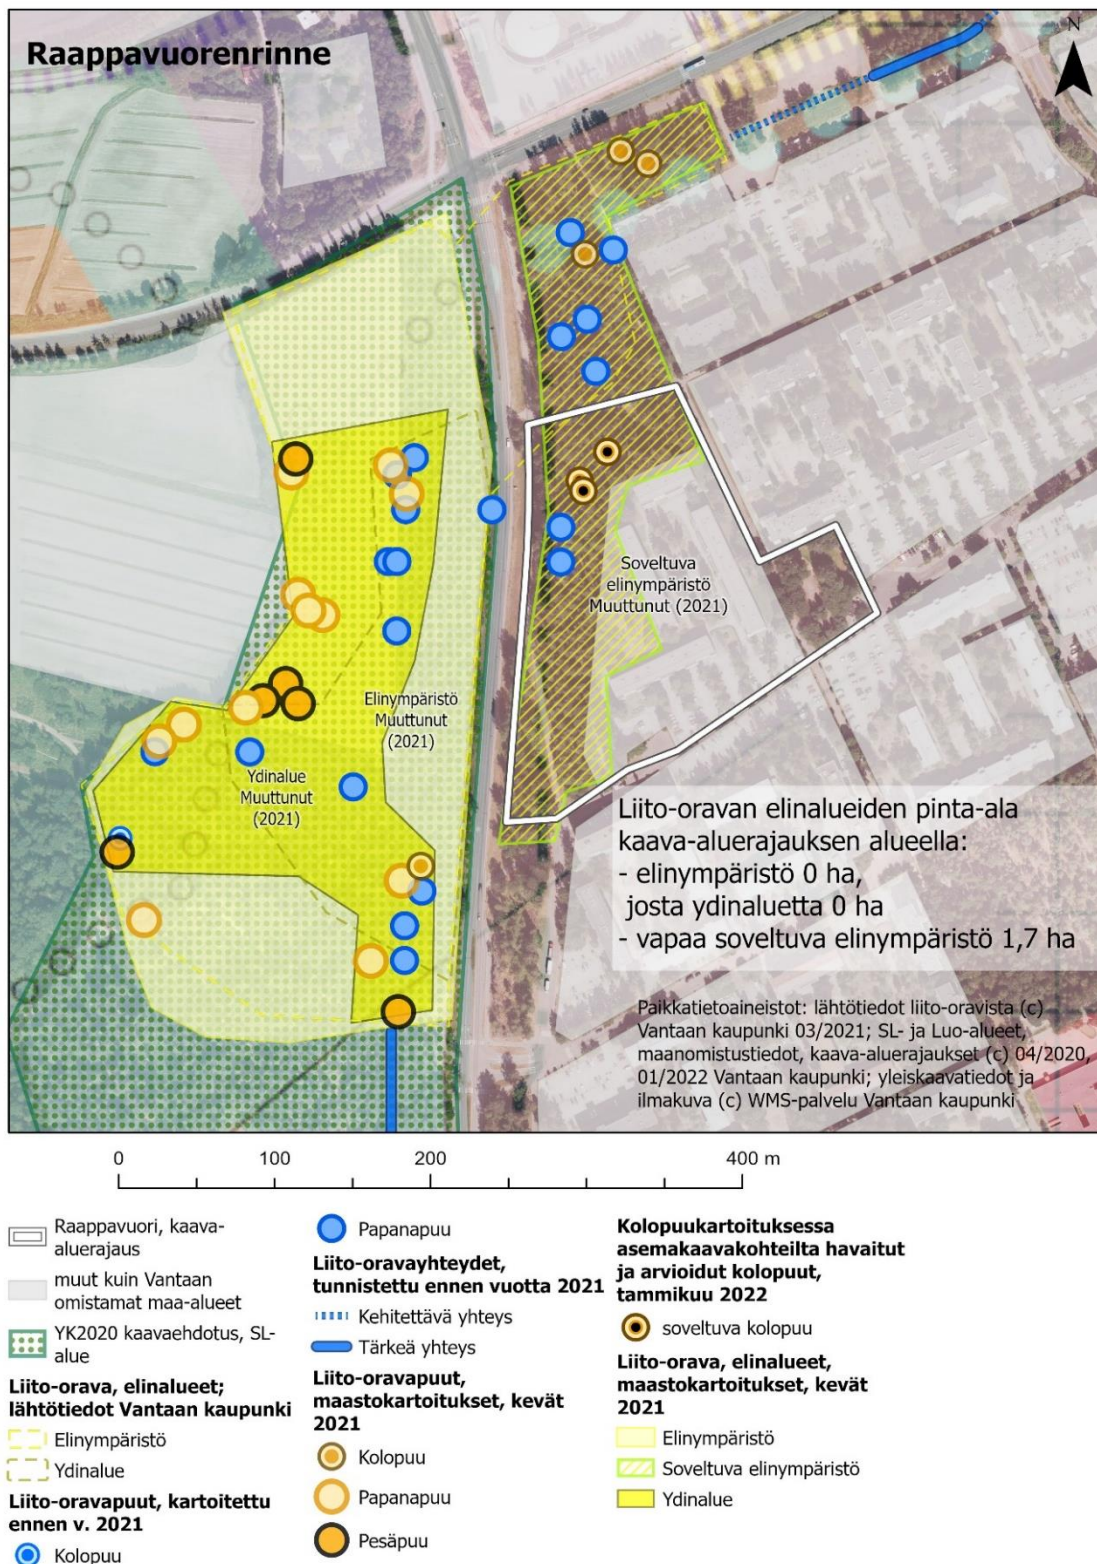 Raappavuorenrinne
N
Soveltuva
elinympäristö
Muuttunut (2021)
Elinympäristö
Muuttunut
(2021)
Ydinalue
Muuttunut
(2021)
Liito-oravan elinalueiden pinta-ala
kaava-aluerajauksen alueella:
- elinympäristö 0 ha,
josta ydinaluetta 0 ha
- vapaa soveltuva elinympäristö 1,7 ha
Paikkatietoaineistot: lähtötiedot liito-oravista (c)
Vantaan kaupunki 03/2021; SL- ja Luo-alueet,
maanomistustiedot, kaava-aluerajaukset (c) 04/2020,
01/2022 Vantaan kaupunki; yleiskaavatiedot ja
ilmakuva (c) WMS-palvelu Vantaan kaupunki
0 100 200 400 m
Raappavuori, kaava-
aluerajaus
muut kuin Vantaan
omistamat maa-alueet
YK2020 kaavaehdotus, SL-
alue
Liito-orava, elinalueet;
lähtötiedot Vantaan kaupunki
Elinympäristö
Ydinalue
Liito-oravapuut, kartoitettu
ennen v. 2021
Kolopuu
Papanapuu
Liito-oravayhteydet,
tunnistettu ennen vuotta 2021
Kehitettävä yhteys
Tärkeä yhteys
Liito-oravapuut,
maastokartoitukset, kevät
2021
Kolopuu
Papanapuu
Pesäpuu
Kolopuukartoituksessa
asemakaavakohteilta havaitut
ja arvioidut kolopuut,
tammikuu 2022
soveltuva kolopuu
Liito-orava, elinalueet,
maastokartoitukset, kevät
2021
Elinympäristö
Soveltuva elinympäristö
Ydinalue